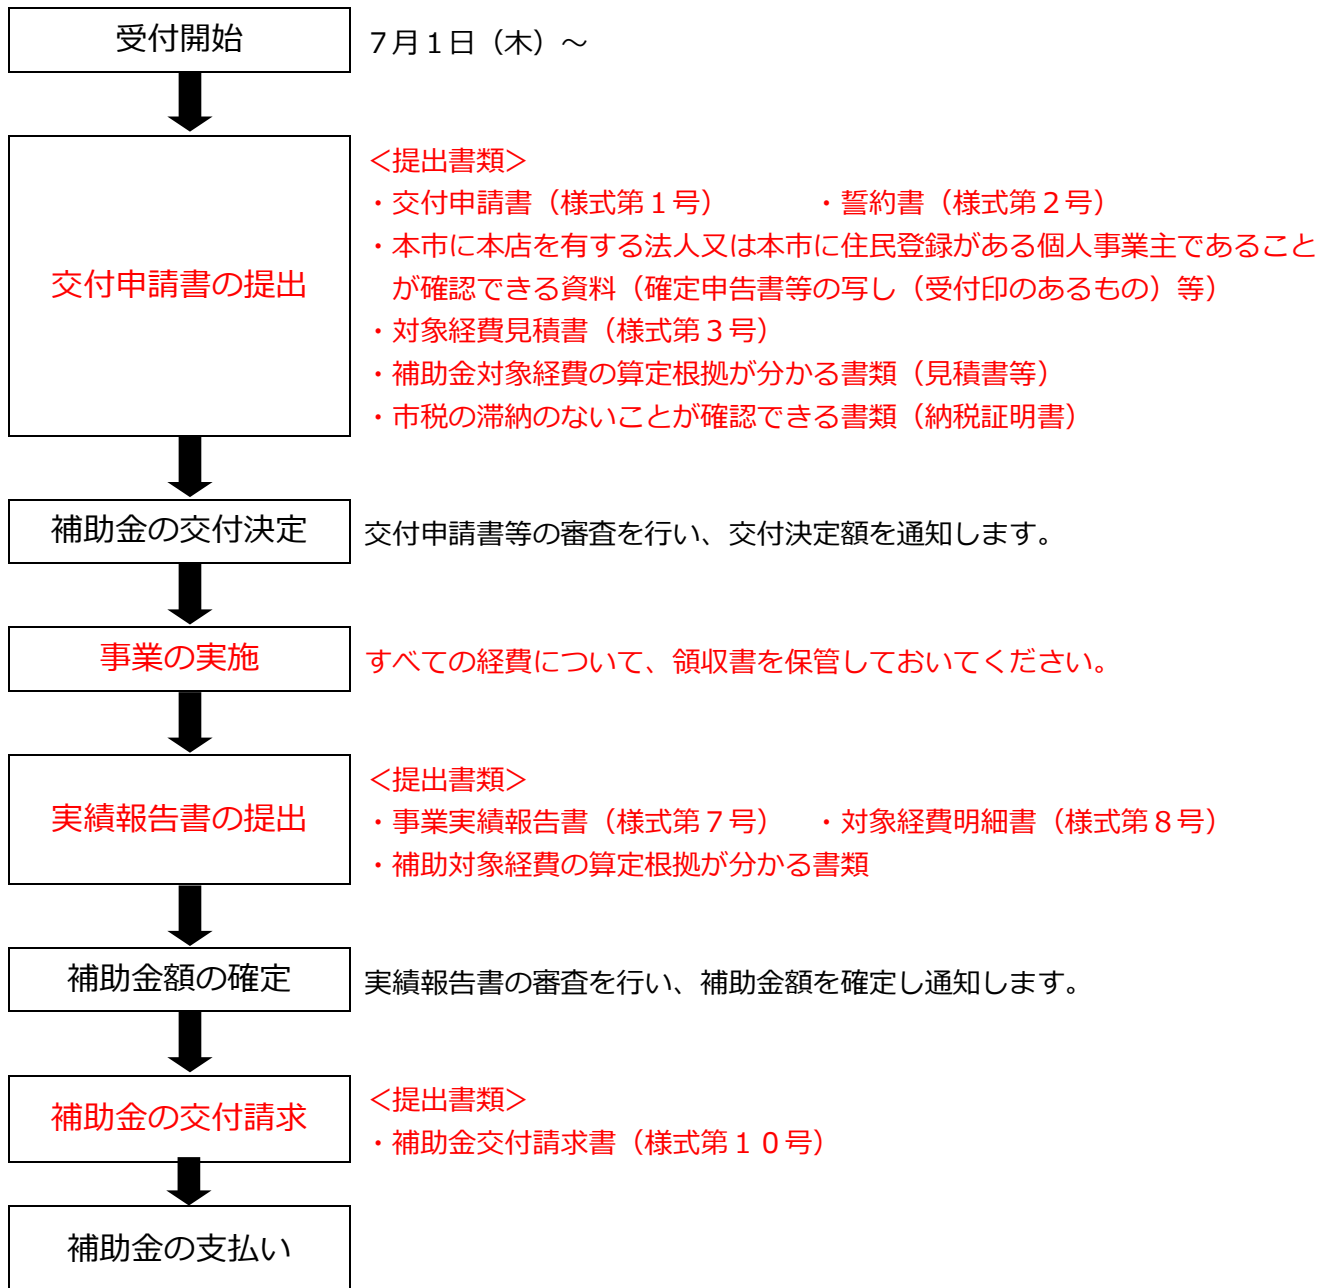 受付開始
７月１日（木）～
交付申請書の提出
＜提出書類＞
・交付申請書（様式第１号）　　　・誓約書（様式第２号）
・本市に本店を有する法人又は本市に住民登録がある個人事業主であること
が確認できる資料（確定申告書等の写し（受付印のあるもの）等）
・対象経費見積書（様式第３号）
・補助金対象経費の算定根拠が分かる書類（見積書等）
・市税の滞納のないことが確認できる書類（納税証明書）
補助金の交付決定
交付申請書等の審査を行い、交付決定額を通知します。
事業の実施
すべての経費について、領収書を保管しておいてください。
実績報告書の提出
＜提出書類＞
・事業実績報告書（様式第７号）　・対象経費明細書（様式第８号）
・補助対象経費の算定根拠が分かる書類
補助金額の確定
実績報告書の審査を行い、補助金額を確定し通知します。
補助金の交付請求
＜提出書類＞
・補助金交付請求書（様式第１０号）
補助金の支払い